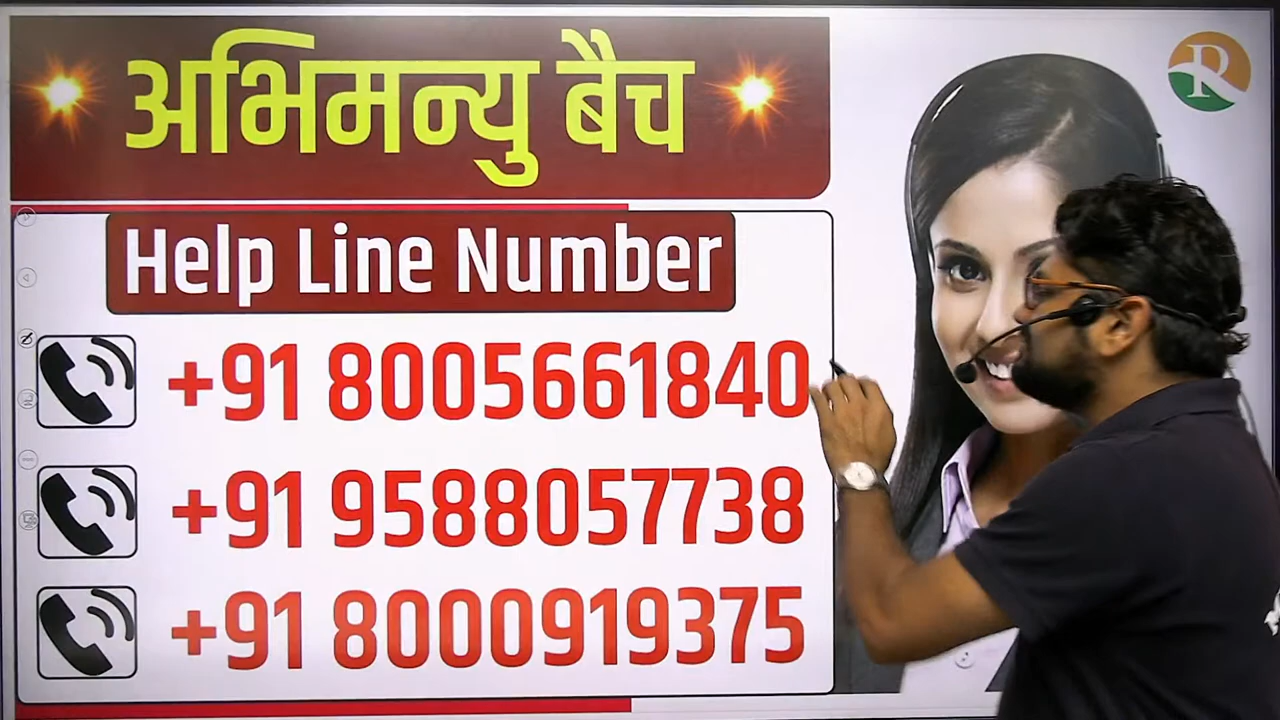 अभिमन्यु बैच
R
Help Line Number
+91 8005661840
+91 9588057738
+91 8000919375